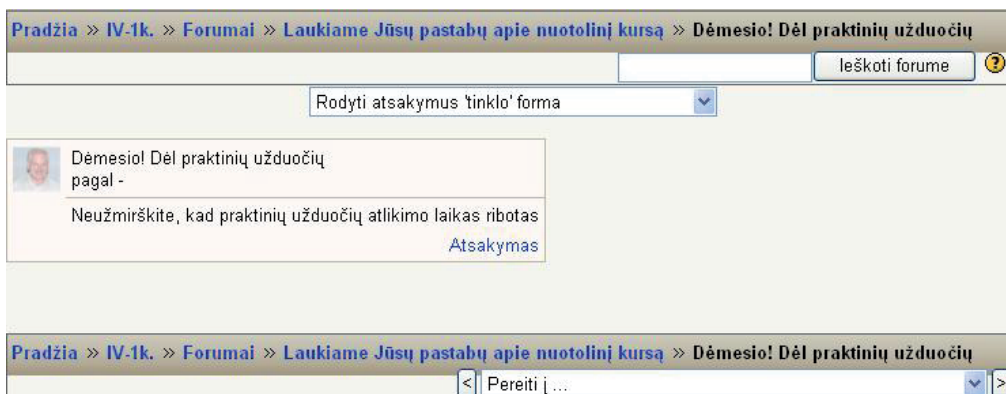 Pradžia » IV-1k. » Forumai » Laukiame Jūsų pastabų apie nuotolinį kursą » Dėmesio! Dėl praktinių užduočių
Ieškoti forume ?
Rodyti atsakymus 'tinklo' forma
Dėmesio! Dėl praktinių užduočių
pagal -
Neužmirškite, kad praktinių užduočių atlikimo laikas ribotas
Atsakymas
Pradžia » IV-1k. » Forumai » Laukiame Jūsų pastabų apie nuotolinį kursą » Dėmesio! Dėl praktinių užduočių
< Pereiti į ... >